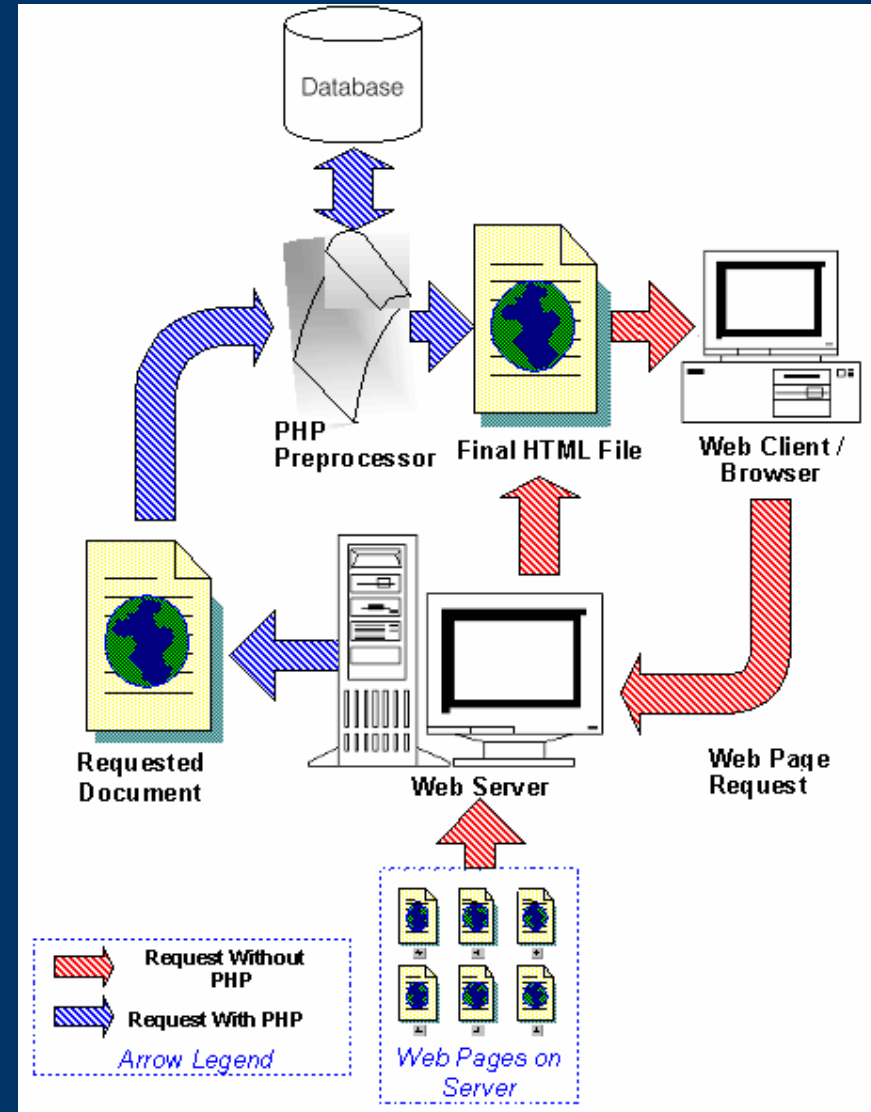 Database
PHP
Preprocessor
Final HTML File
Web Client /
Browser
Requested
Document
Web Server
Web Page
Request
Request Without
PHP
Request With PHP
Arrow Legend
Web Pages on
Server